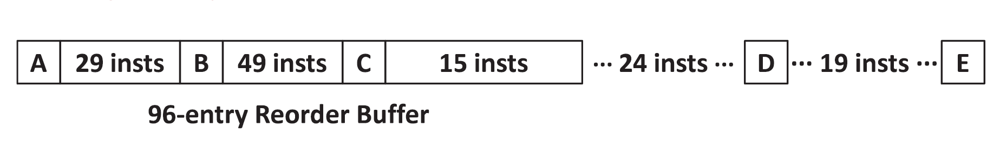 A 29 insts B 49 insts C 15 insts ... 24 insts ... D ... 19 insts ... E
96-entry Reorder Buffer